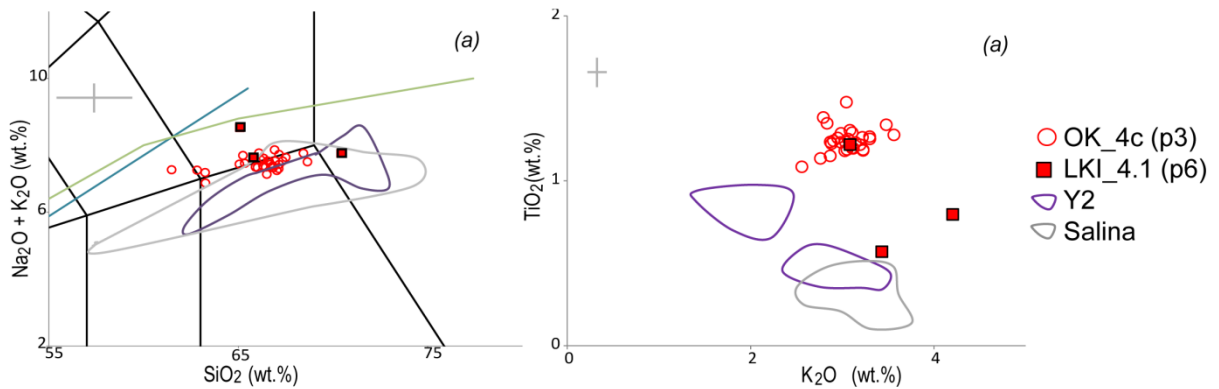 (a)
10
6
2
Na₂O + K₂O (wt.%)
55
65
75
SiO₂ (wt.%)
(a)
2
1
0
TiO₂(wt.%)
0
2
4
K₂O (wt.%)
OK_4c (p3)
LKI_4.1 (p6)
Y2
Salina